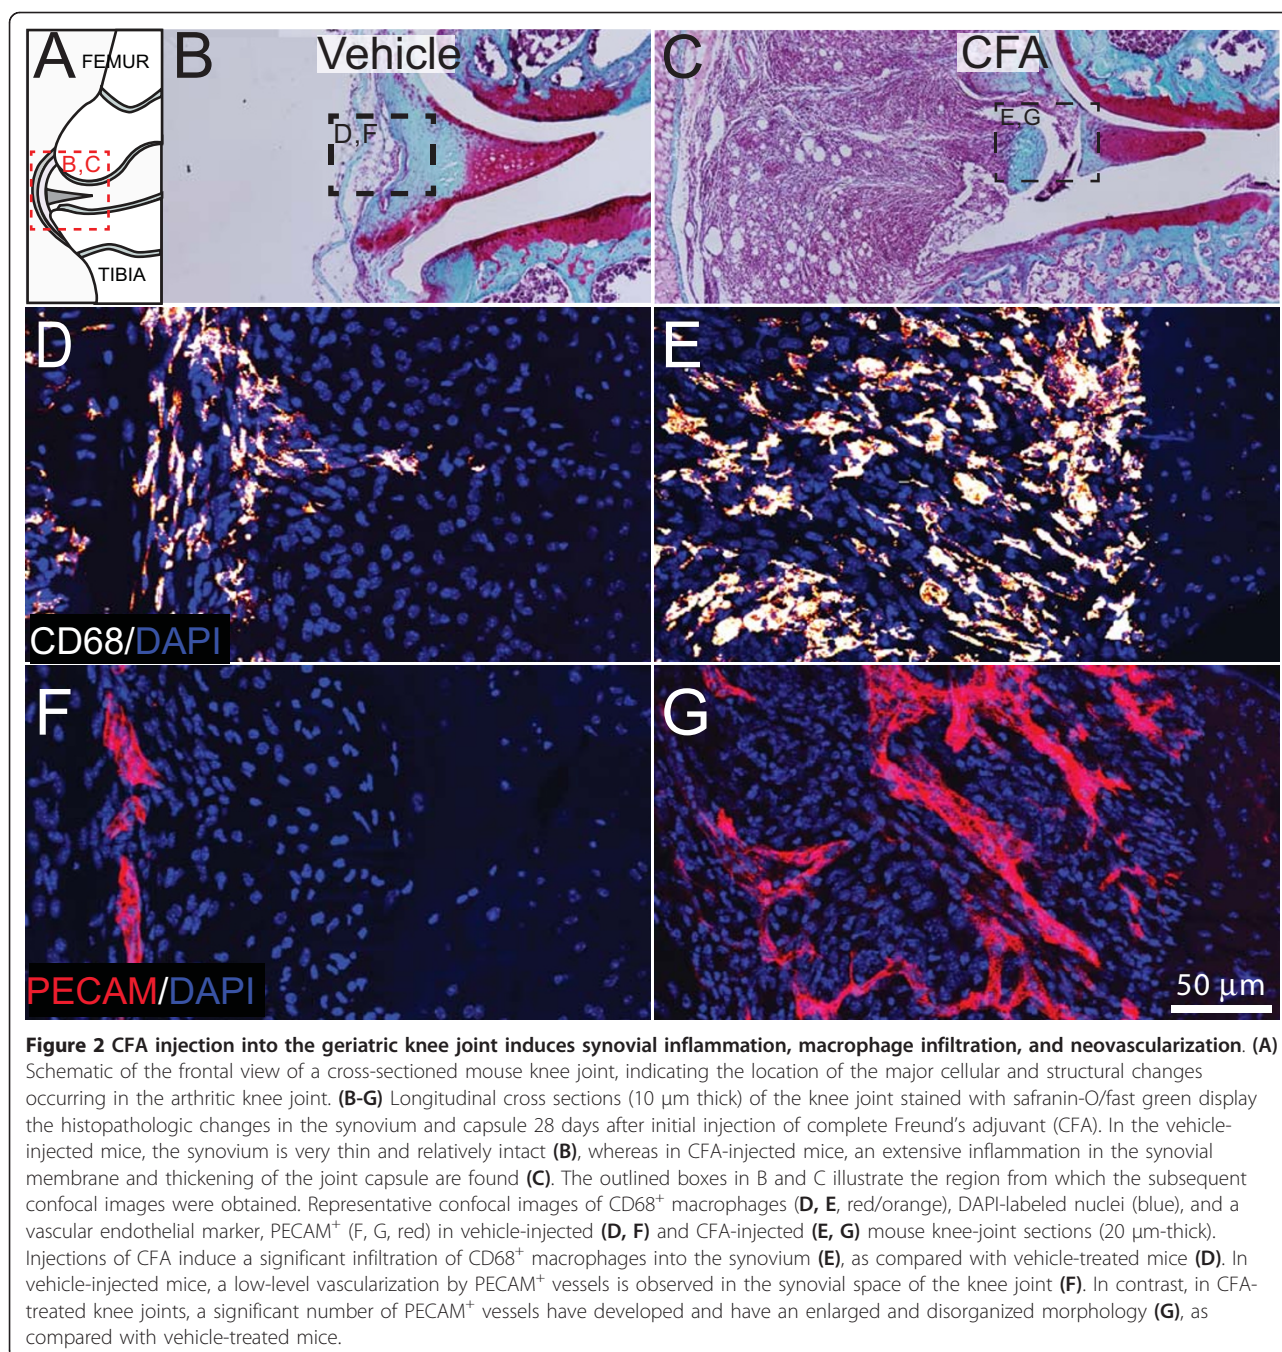 A
FEMUR
B,C
TIBIA
B
Vehicle
D,F
C
CFA
E,G
D
CD68/DAPI
E
F
PECAM/DAPI
G
50 μm
Figure 2 CFA injection into the geriatric knee joint induces synovial inflammation, macrophage infiltration, and neovascularization. (A)
Schematic of the frontal view of a cross-sectioned mouse knee joint, indicating the location of the major cellular and structural changes
occurring in the arthritic knee joint. (B-G) Longitudinal cross sections (10 μm thick) of the knee joint stained with safranin-O/fast green display
the histopathologic changes in the synovium and capsule 28 days after initial injection of complete Freund's adjuvant (CFA). In the vehicle-
injected mice, the synovium is very thin and relatively intact (B), whereas in CFA-injected mice, an extensive inflammation in the synovial
membrane and thickening of the joint capsule are found (C). The outlined boxes in B and C illustrate the region from which the subsequent
confocal images were obtained. Representative confocal images of CD68⁺ macrophages (D, E, red/orange), DAPI-labeled nuclei (blue), and a
vascular endothelial marker, PECAM⁺ (F, G, red) in vehicle-injected (D, F) and CFA-injected (E, G) mouse knee-joint sections (20 μm-thick).
Injections of CFA induce a significant infiltration of CD68⁺ macrophages into the synovium (E), as compared with vehicle-treated mice (D). In
vehicle-injected mice, a low-level vascularization by PECAM⁺ vessels is observed in the synovial space of the knee joint (F). In contrast, in CFA-
treated knee joints, a significant number of PECAM⁺ vessels have developed and have an enlarged and disorganized morphology (G), as
compared with vehicle-treated mice.